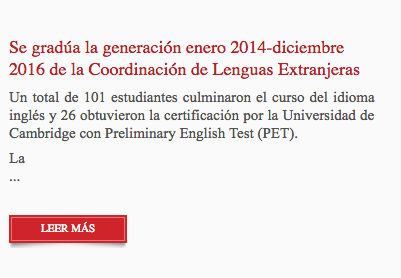 Se gradúa la generación enero 2014-diciembre
2016 de la Coordinación de Lenguas Extranjeras
Un total de 101 estudiantes culminaron el curso del idioma
inglés y 26 obtuvieron la certificación por la Universidad de
Cambridge con Preliminary English Test (PET).
La
...
LEER MÁS